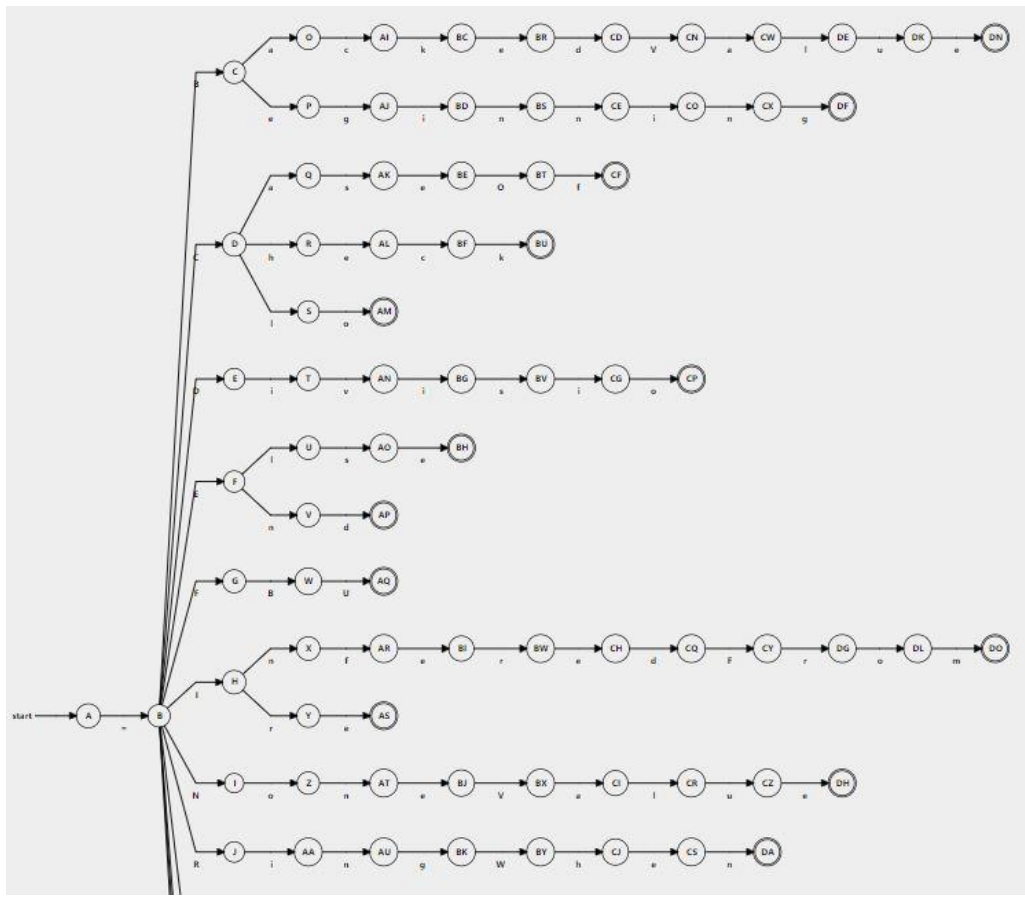 O AI BC BR CD CN CW DE DK DN
a c k e d V a l u e
C
B
P AJ BD BS CE CO CX DF
e g i n n i n g
Q AK BE BT CF
a s e O f
D R AL BF BU
C h e c k
S AM
l o
E T AN BG BV CG CP
D i v i s i o
U AO BH
l s e
F
E
V AP
n d
G W AQ
F B U
X AR BI BW CH CQ CY DG DL DO
n f e r e d F r o m
H
I
start A B Y AS
= r e
I Z AT BJ BX CI CR CZ DH
N o n e V a l u e
J AA AU BK BY CJ CS DA
R i n g W h e n